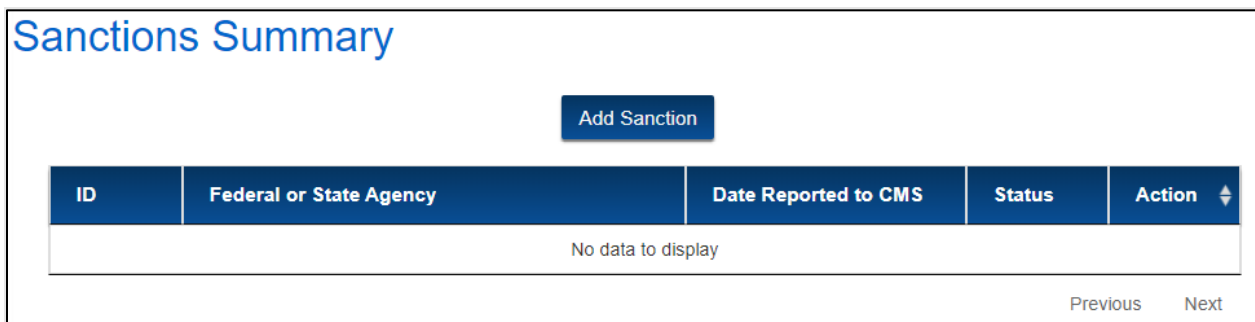 Sanctions Summary
Add Sanction
ID Federal or State Agency Date Reported to CMS Status Action
No data to display
Previous Next